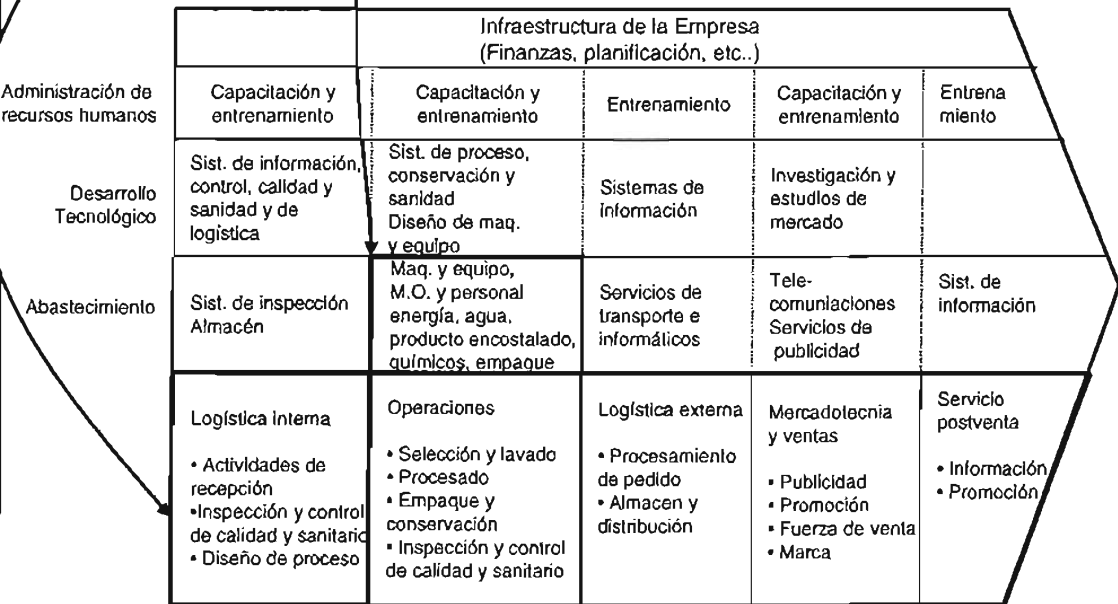 Infraestructura de la Empresa
(Finanzas, planificación, etc..)
Administración de
recursos humanos
Capacitación y
entrenamiento
Capacitación y
entrenamiento
Entrenamiento
Capacitación y
entrenamiento
Entrena
miento
Desarrollo
Tecnológico
Sist. de información,
control, calidad y
sanidad y de
logística
Sist. de proceso,
conservación y
sanidad
Diseño de maq.
y equipo
Sistemas de
información
Investigación y
estudios de
mercado
Abastecimiento
Sist. de inspección
Almacén
Maq. y equipo,
M.O. y personal
energía, agua,
producto encostalado,
químicos, empaque
Servicios de
transporte e
informáticos
Tele-
comuniaciones
Servicios de
publicidad
Sist. de
información
Logística interna
• Actividades de
recepción
•Inspección y control
de calidad y sanitario
• Diseño de proceso
Operaciones
• Selección y lavado
• Procesado
• Empaque y
conservación
• Inspección y control
de calidad y sanitario
Logística externa
• Procesamiento
de pedido
• Almacen y
distribución
Mercadotecnia
y ventas
• Publicidad
• Promoción
• Fuerza de venta
• Marca
Servicio
postventa
• Información
• Promoción